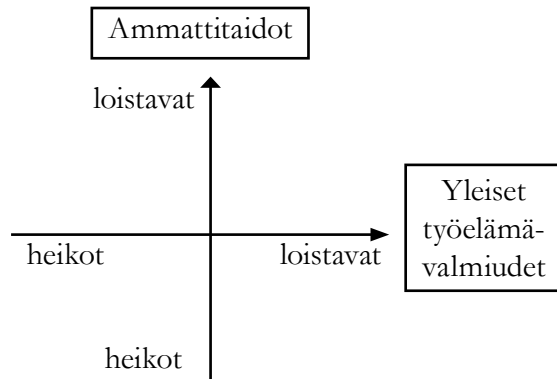 Ammattitaidot
loistavat
Yleiset
työelämä-
valmiudet
heikot
loistavat
heikot